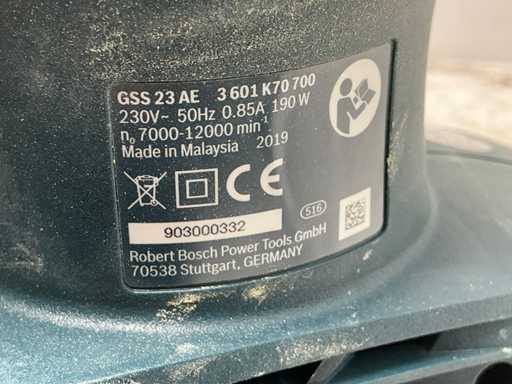 GSS 23 AE 3 601 K70 700
230V~ 50Hz 0.85A 190 W
n₀ 7000-12000 min⁻¹
Made in Malaysia 2019
CE
516
903000332
Robert Bosch Power Tools GmbH
70538 Stuttgart, GERMANY